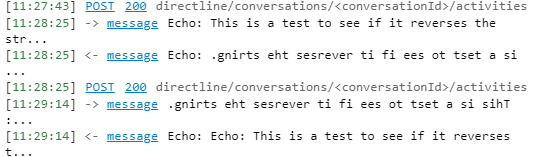 [11:27:43] POST 200 directline/conversations/<conversationId>/activities
[11:28:25] -> message Echo: This is a test to see if it reverses the
str...
[11:28:25] <- message Echo: .gnirts eht sesrever ti fi ees ot tset a si
...
[11:28:25] POST 200 directline/conversations/<conversationId>/activities
[11:29:14] -> message .gnirts eht sesrever ti fi ees ot tset a si sihT
:...
[11:29:14] <- message Echo: Echo: This is a test to see if it reverses
t...